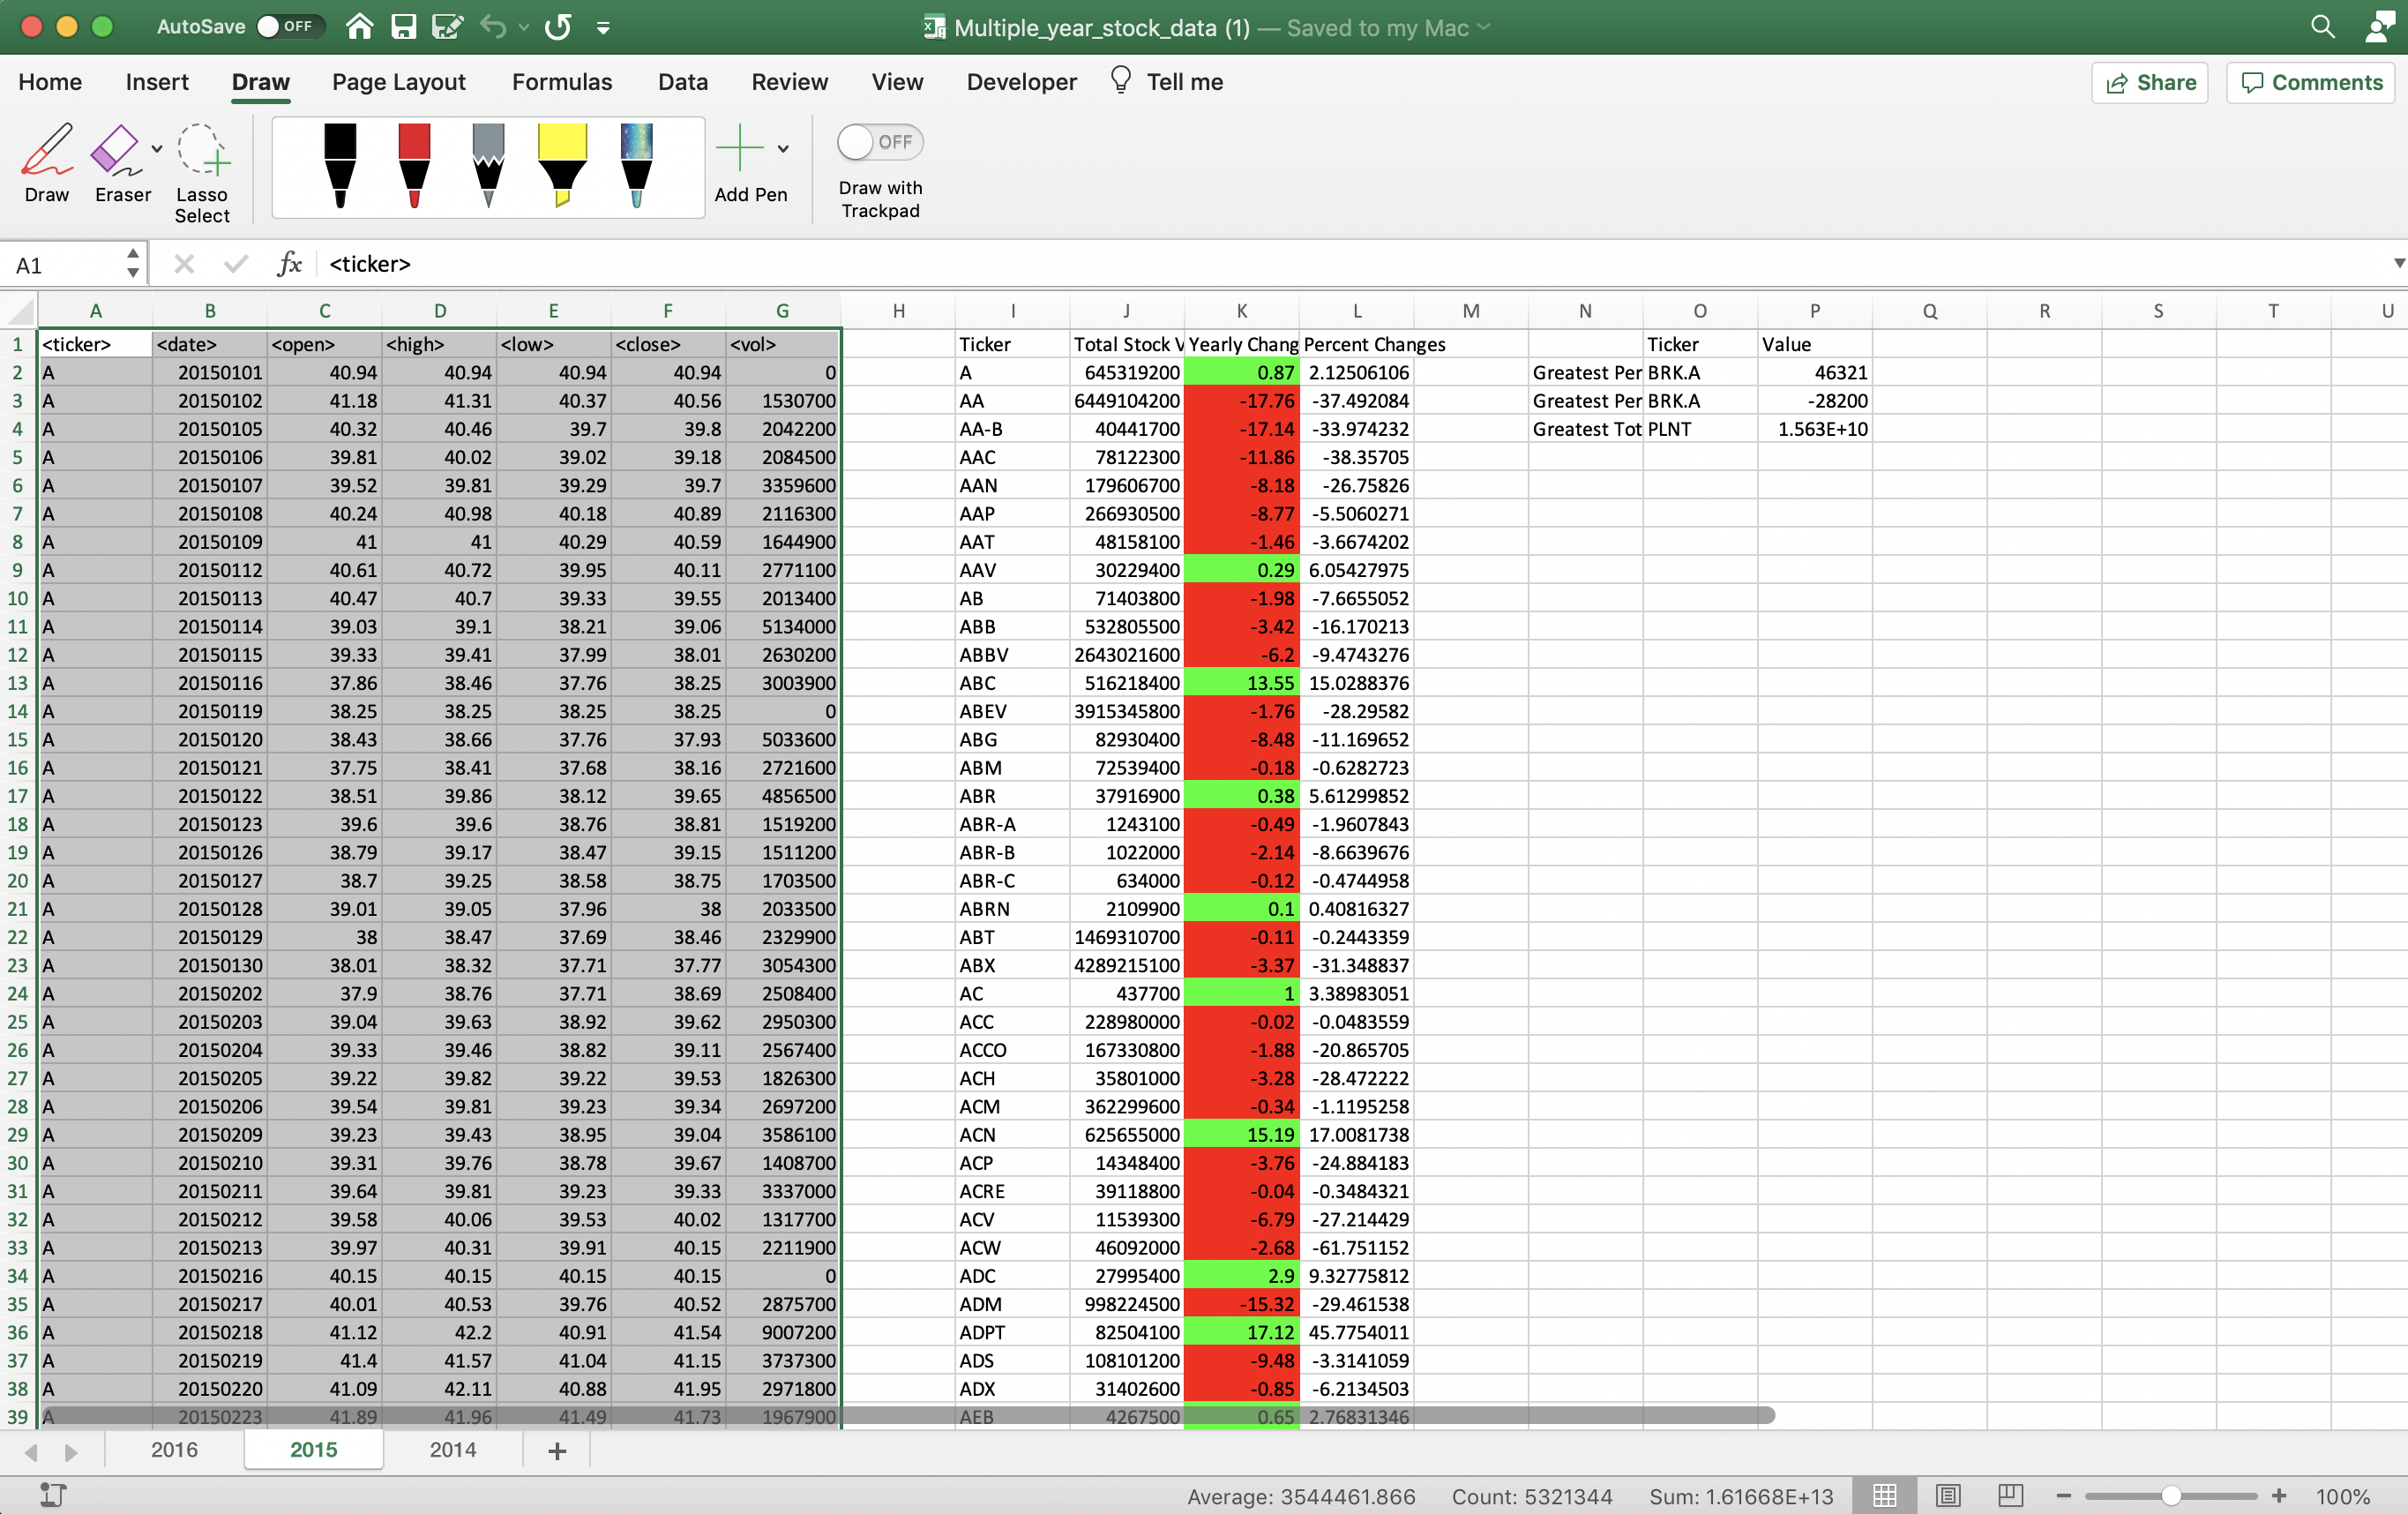 AutoSave OFF Multiple_year_stock_data (1) — Saved to my Mac
Home Insert Draw Page Layout Formulas Data Review View Developer Tell me Share Comments
Draw Eraser Lasso Select Add Pen OFF Draw with Trackpad
A1 fx <ticker>
A B C D E F G H I J K L M N O P Q R S T U
1 <ticker> <date> <open> <high> <low> <close> <vol> Ticker Total Stock V Yearly Chang Percent Changes Ticker Value
2 A 20150101 40.94 40.94 40.94 40.94 0 A 645319200 0.87 2.12506106 Greatest Per BRK.A 46321
3 A 20150102 41.18 41.31 40.37 40.56 1530700 AA 6449104200 -17.76 -37.492084 Greatest Per BRK.A -28200
4 A 20150105 40.32 40.46 39.7 39.8 2042200 AA-B 40441700 -17.14 -33.974232 Greatest Tot PLNT 1.563E+10
5 A 20150106 39.81 40.02 39.02 39.18 2084500 AAC 78122300 -11.86 -38.35705
6 A 20150107 39.52 39.81 39.29 39.7 3359600 AAN 179606700 -8.18 -26.75826
7 A 20150108 40.24 40.98 40.18 40.89 2116300 AAP 266930500 -8.77 -5.5060271
8 A 20150109 41 41 40.29 40.59 1644900 AAT 48158100 -1.46 -3.6674202
9 A 20150112 40.61 40.72 39.95 40.11 2771100 AAV 30229400 0.29 6.05427975
10 A 20150113 40.47 40.7 39.33 39.55 2013400 AB 71403800 -1.98 -7.6655052
11 A 20150114 39.03 39.1 38.21 39.06 5134000 ABB 532805500 -3.42 -16.170213
12 A 20150115 39.33 39.41 37.99 38.01 2630200 ABBV 2643021600 -6.2 -9.4743276
13 A 20150116 37.86 38.46 37.76 38.25 3003900 ABC 516218400 13.55 15.0288376
14 A 20150119 38.25 38.25 38.25 38.25 0 ABEV 3915345800 -1.76 -28.29582
15 A 20150120 38.43 38.66 37.76 37.93 5033600 ABG 82930400 -8.48 -11.169652
16 A 20150121 37.75 38.41 37.68 38.16 2721600 ABM 72539400 -0.18 -0.6282723
17 A 20150122 38.51 39.86 38.12 39.65 4856500 ABR 37916900 0.38 5.61299852
18 A 20150123 39.6 39.6 38.76 38.81 1519200 ABR-A 1243100 -0.49 -1.9607843
19 A 20150126 38.79 39.17 38.47 39.15 1511200 ABR-B 1022000 -2.14 -8.6639676
20 A 20150127 38.7 39.25 38.58 38.75 1703500 ABR-C 634000 -0.12 -0.4744958
21 A 20150128 39.01 39.05 37.96 38 2033500 ABRN 2109900 0.1 0.40816327
22 A 20150129 38 38.47 37.69 38.46 2329900 ABT 1469310700 -0.11 -0.2443359
23 A 20150130 38.01 38.32 37.71 37.77 3054300 ABX 4289215100 -3.37 -31.348837
24 A 20150202 37.9 38.76 37.71 38.69 2508400 AC 437700 1 3.38983051
25 A 20150203 39.04 39.63 38.92 39.62 2950300 ACC 228980000 -0.02 -0.0483559
26 A 20150204 39.33 39.46 38.82 39.11 2567400 ACCO 167330800 -1.88 -20.865705
27 A 20150205 39.22 39.82 39.22 39.53 1826300 ACH 35801000 -3.28 -28.472222
28 A 20150206 39.54 39.81 39.23 39.34 2697200 ACM 362299600 -0.34 -1.1195258
29 A 20150209 39.23 39.43 38.95 39.04 3586100 ACN 625655000 15.19 17.0081738
30 A 20150210 39.31 39.76 38.78 39.67 1408700 ACP 14348400 -3.76 -24.884183
31 A 20150211 39.64 39.81 39.23 39.33 3337000 ACRE 39118800 -0.04 -0.3484321
32 A 20150212 39.58 40.06 39.53 40.02 1317700 ACV 11539300 -6.79 -27.214429
33 A 20150213 39.97 40.31 39.91 40.15 2211900 ACW 46092000 -2.68 -61.751152
34 A 20150216 40.15 40.15 40.15 40.15 0 ADC 27995400 2.9 9.32775812
35 A 20150217 40.01 40.53 39.76 40.52 2875700 ADM 998224500 -15.32 -29.461538
36 A 20150218 41.12 42.2 40.91 41.54 9007200 ADPT 82504100 17.12 45.7754011
37 A 20150219 41.4 41.57 41.04 41.15 3737300 ADS 108101200 -9.48 -3.3141059
38 A 20150220 41.09 42.11 40.88 41.95 2971800 ADX 31402600 -0.85 -6.2134503
39 A 20150223 41.89 41.96 41.49 41.73 1967900 AEB 4267500 0.65 2.76831346
2016 2015 2014 +
Average: 3544461.866 Count: 5321344 Sum: 1.61668E+13 100%